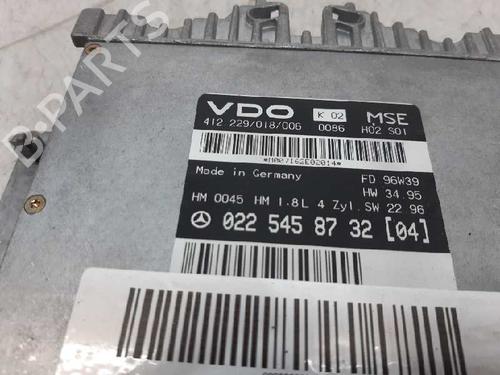 B-PARTS
VDO K 02 MSE
412.229/018/006 0086 H02 S01
*M007162E02014*
Made in Germany FD 96W39
HW 34.95
HM 0045 HM 1.8L 4 Zyl. SW 22 96
022 545 87 32 [04]